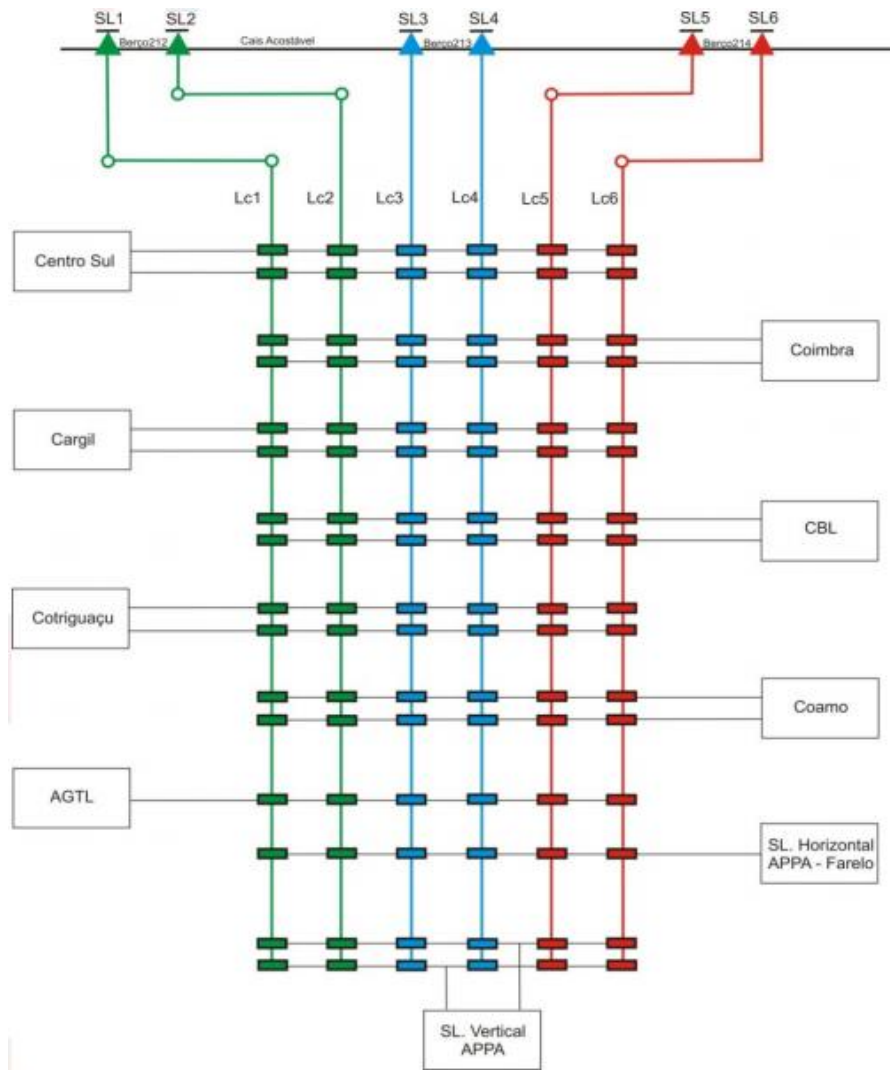 SL1 SL2 SL3 SL4 SL5 SL6
Berço212 Cais Acostável Berço213 Berço214
Lc1 Lc2 Lc3 Lc4 Lc5 Lc6
Centro Sul
Coimbra
Cargil
CBL
Cotriguaçu
Coamo
AGTL
SL. Horizontal
APPA - Farelo
SL. Vertical
APPA